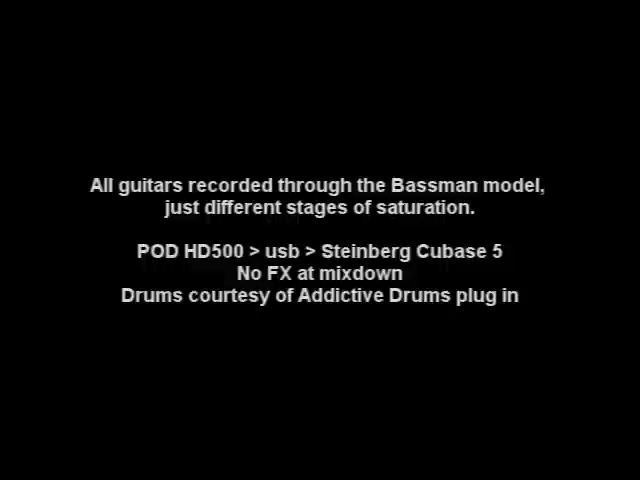 All guitars recorded through the Bassman model,
just different stages of saturation.
POD HD500 > usb > Steinberg Cubase 5
No FX at mixdown
Drums courtesy of Addictive Drums plug in